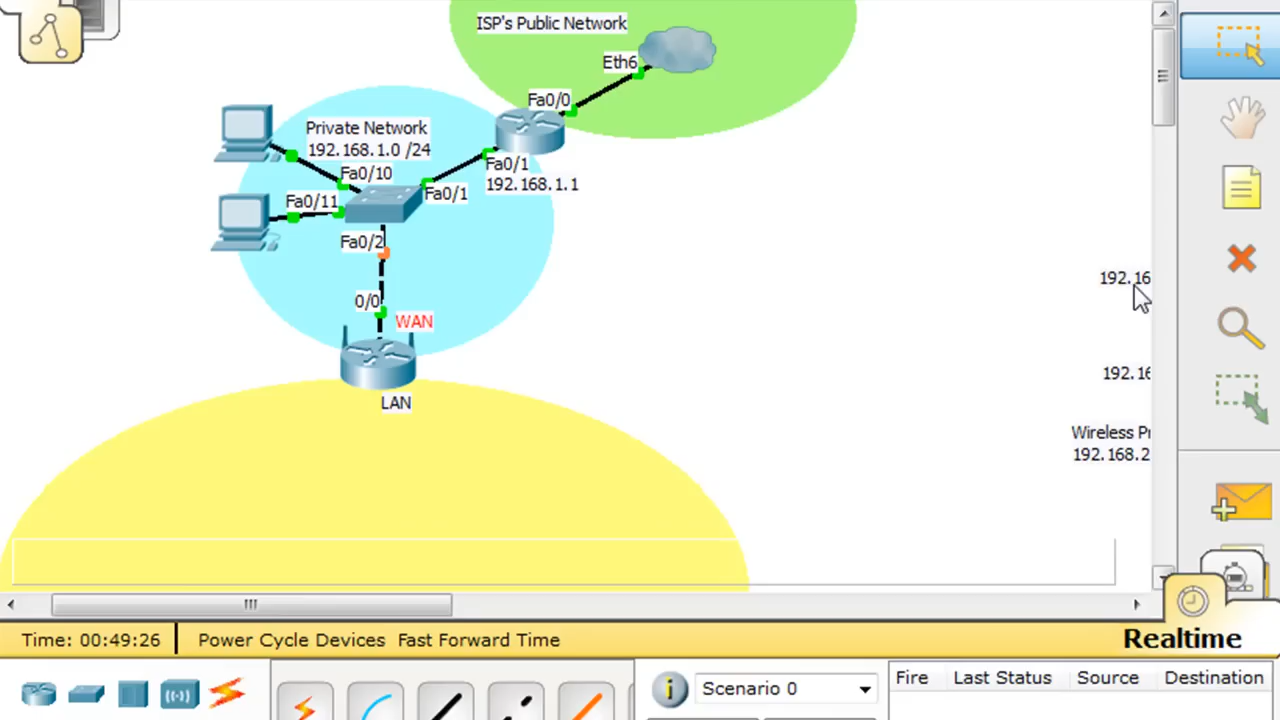 ISP's Public Network
Eth6
Fa0/0
Private Network
192.168.1.0 /24
Fa0/10
Fa0/1
192.168.1.1
Fa0/1
Fa0/11
Fa0/2
0/0
WAN
LAN
192.16
192.16
Wireless Pr
192.168.2
Time: 00:49:26
Power Cycle Devices Fast Forward Time
Realtime
Scenario 0
Fire Last Status Source Destination